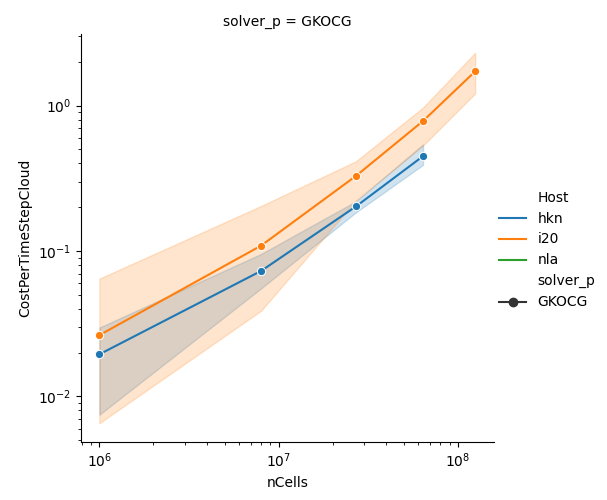 solver_p = GKOCG
CostPerTimeStepCloud
10^0
10^-1
10^-2
10^6
10^7
10^8
nCells
Host
hkn
i20
nla
solver_p
GKOCG